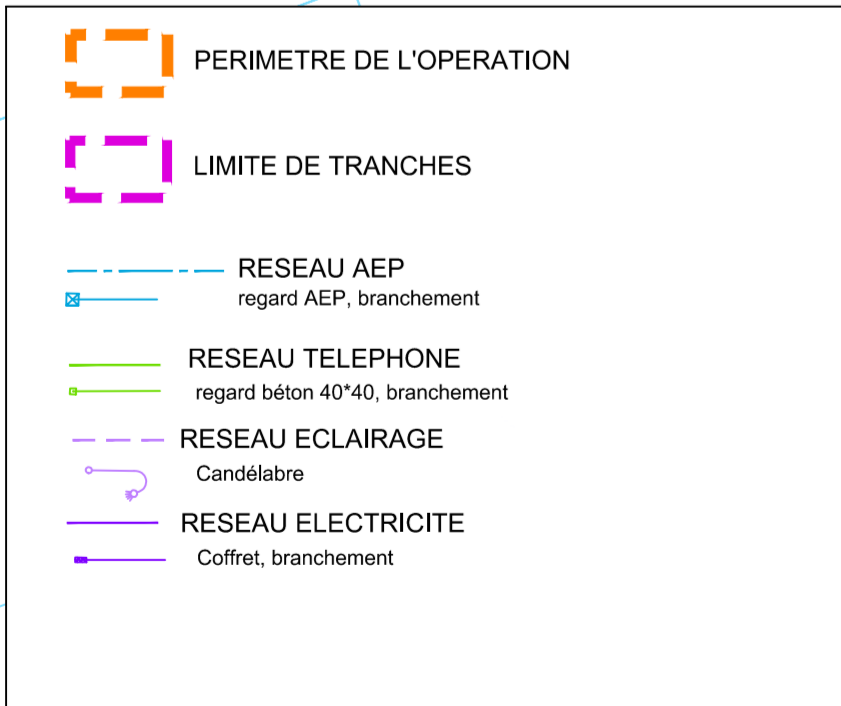 PERIMETRE DE L'OPERATION
LIMITE DE TRANCHES
RESEAU AEP
regard AEP, branchement
RESEAU TELEPHONE
regard béton 40*40, branchement
RESEAU ECLAIRAGE
Candélabre
RESEAU ELECTRICITE
Coffret, branchement